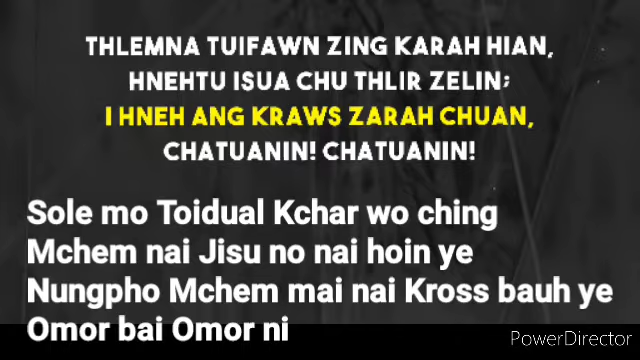 THLEMNA TUIFAWN ZING KARAH HIAN,
HNEHTU ISUA CHU THLIR ZELIN;
I HNEH ANG KRAWS ZARAH CHUAN,
CHATUANIN! CHATUANIN!
Sole mo Toidual Kchar wo ching
Mchem nai Jisu no nai hoin ye
Nungpho Mchem mai nai Kross bauh ye
Omor bai Omor ni
PowerDirector